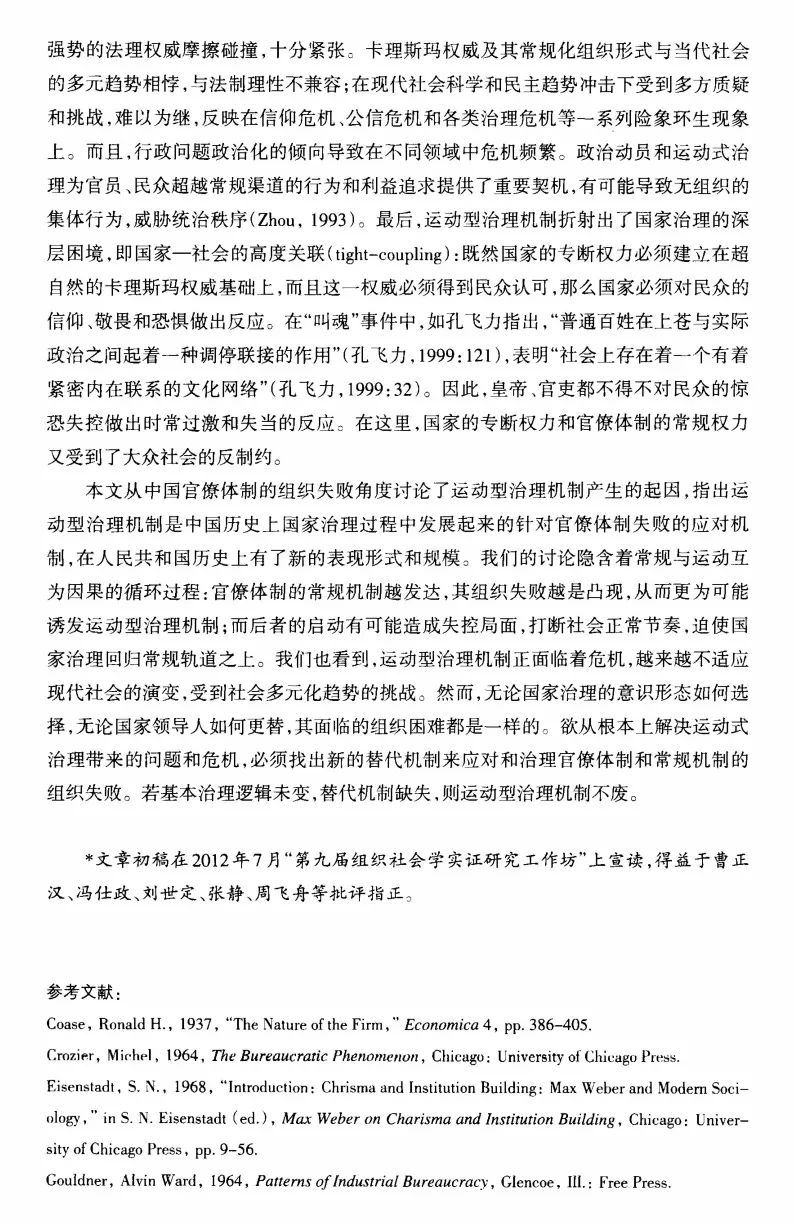 强势的法理权威摩擦碰撞,十分紧张。卡理斯玛权威及其常规化组织形式与当代社会
的多元趋势相悖,与法制理性不兼容;在现代社会科学和民主趋势冲击下受到多方质疑
和挑战,难以为继,反映在信仰危机、公信危机和各类治理危机等一系列险象环生现象
上。而且,行政问题政治化的倾向导致在不同领域中危机频繁。政治动员和运动式治
理为官员、民众超越常规渠道的行为和利益追求提供了重要契机,有可能导致无组织的
集体行为,威胁统治秩序(Zhou, 1993)。最后,运动型治理机制折射出了国家治理的深
层困境,即国家—社会的高度关联(tight-coupling):既然国家的专断权力必须建立在超
自然的卡理斯玛权威基础上,而且这一权威必须得到民众认可,那么国家必须对民众的
信仰、敬畏和恐惧做出反应。在“叫魂”事件中,如孔飞力指出,“普通百姓在上苍与实际
政治之间起着一种调停联接的作用”(孔飞力,1999:121),表明“社会上存在着一个有着
紧密内在联系的文化网络”(孔飞力,1999:32)。因此,皇帝、官吏都不得不对民众的惊
恐失控做出时常过激和失当的反应。在这里,国家的专断权力和官僚体制的常规权力
又受到了大众社会的反制约。
本文从中国官僚体制的组织失败角度讨论了运动型治理机制产生的起因,指出运
动型治理机制是中国历史上国家治理过程中发展起来的针对官僚体制失败的应对机
制,在人民共和国历史上有了新的表现形式和规模。我们的讨论隐含着常规与运动互
为因果的循环过程:官僚体制的常规机制越发达,其组织失败越是凸现,从而更为可能
诱发运动型治理机制;而后者的启动有可能造成失控局面,打断社会正常节奏,迫使国
家治理回归常规轨道之上。我们也看到,运动型治理机制正面临着危机,越来越不适应
现代社会的演变,受到社会多元化趋势的挑战。然而,无论国家治理的意识形态如何选
择,无论国家领导人如何更替,其面临的组织困难都是一样的。欲从根本上解决运动式
治理带来的问题和危机,必须找出新的替代机制来应对和治理官僚体制和常规机制的
组织失败。若基本治理逻辑未变,替代机制缺失,则运动型治理机制不废。
*文章初稿在2012年7月“第九届组织社会学实证研究工作坊”上宣读,得益于曹正
汉、冯仕政、刘世定、张静、周飞舟等批评指正。
参考文献:
Coase, Ronald H., 1937, “The Nature of the Firm,” Economica 4, pp. 386-405.
Crozier, Michel, 1964, The Bureaucratic Phenomenon, Chicago: University of Chicago Press.
Eisenstadt, S. N., 1968, “Introduction: Chrisma and Institution Building: Max Weber and Modern Soci-
ology,” in S. N. Eisenstadt (ed.), Max Weber on Charisma and Institution Building, Chicago: Univer-
sity of Chicago Press, pp. 9-56.
Gouldner, Alvin Ward, 1964, Patterns of Industrial Bureaucracy, Glencoe, Ill.: Free Press.